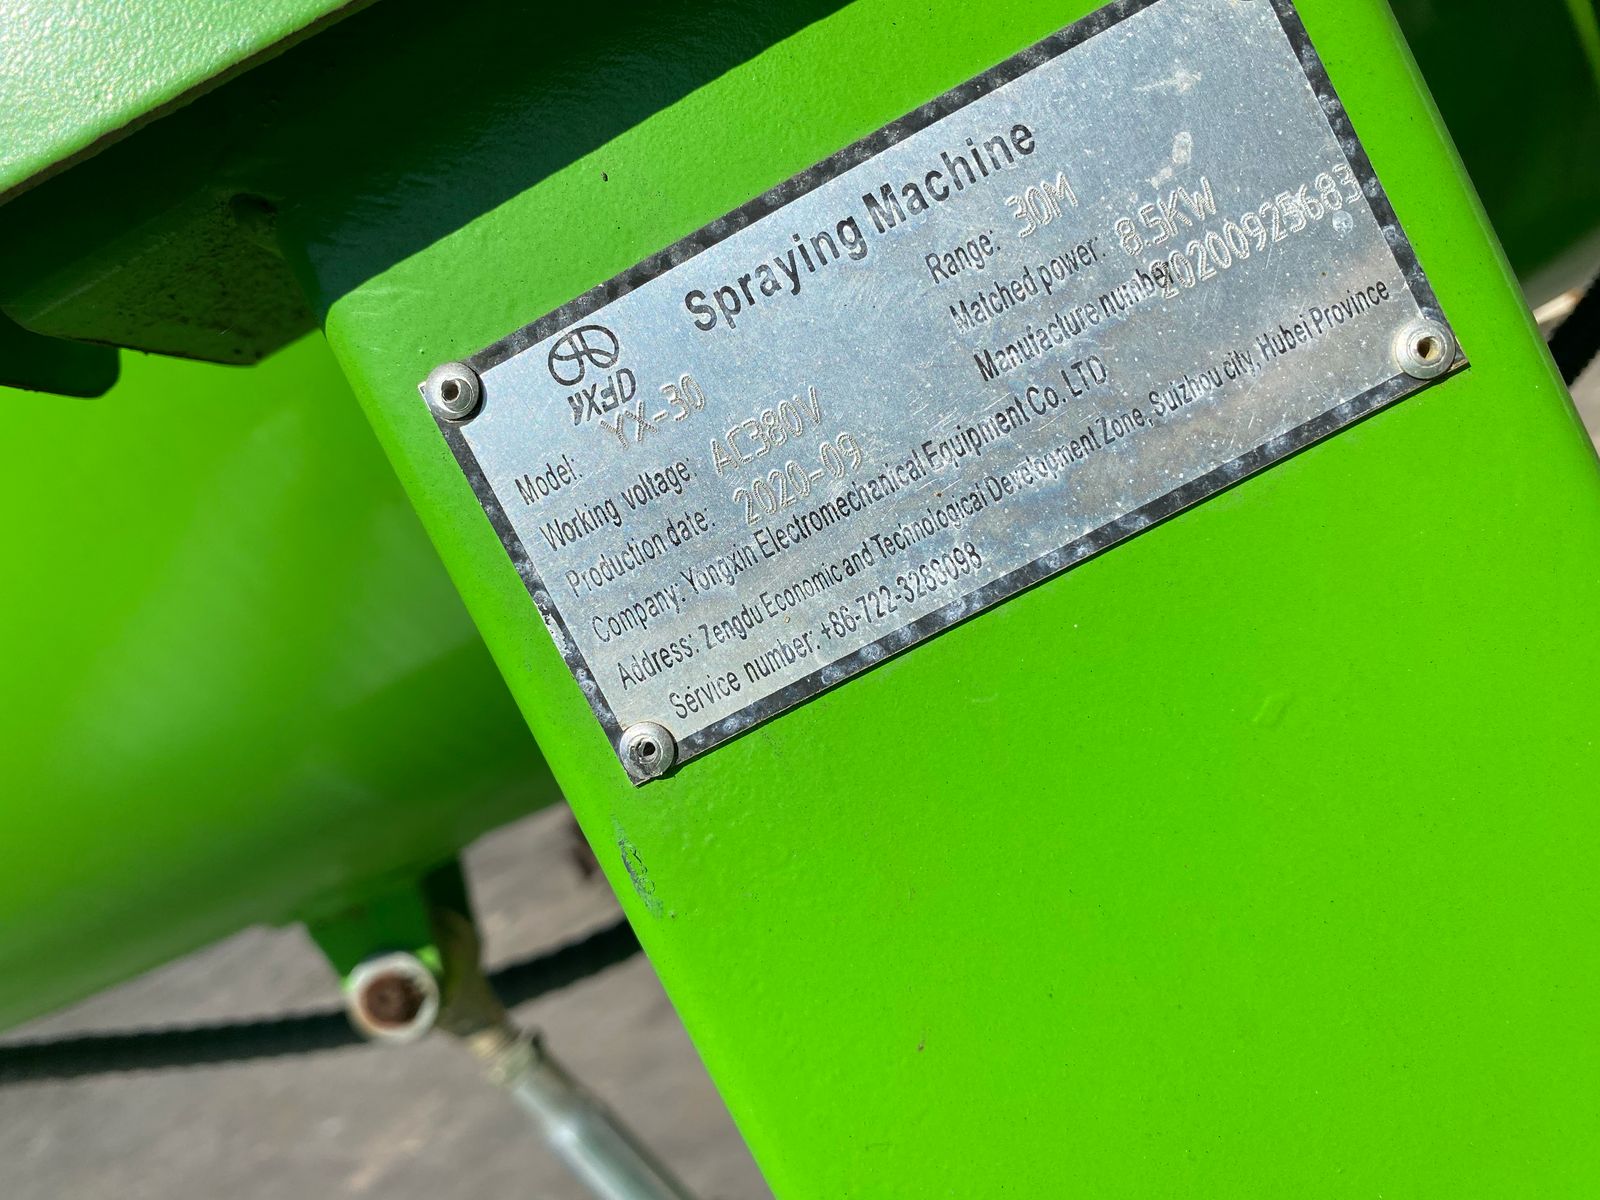 Spraying Machine
Model: YX-30 Range: 30M
Working voltage: AC380V Matched power: 8.5KW
Production date: 2020-09 Manufacture number 20200925683
Company: Yongxin Electromechanical Equipment Co. LTD
Address: Zengdu Economic and Technological Development Zone, Suizhou city, Hubei Province
Service number: +86-722-3283098